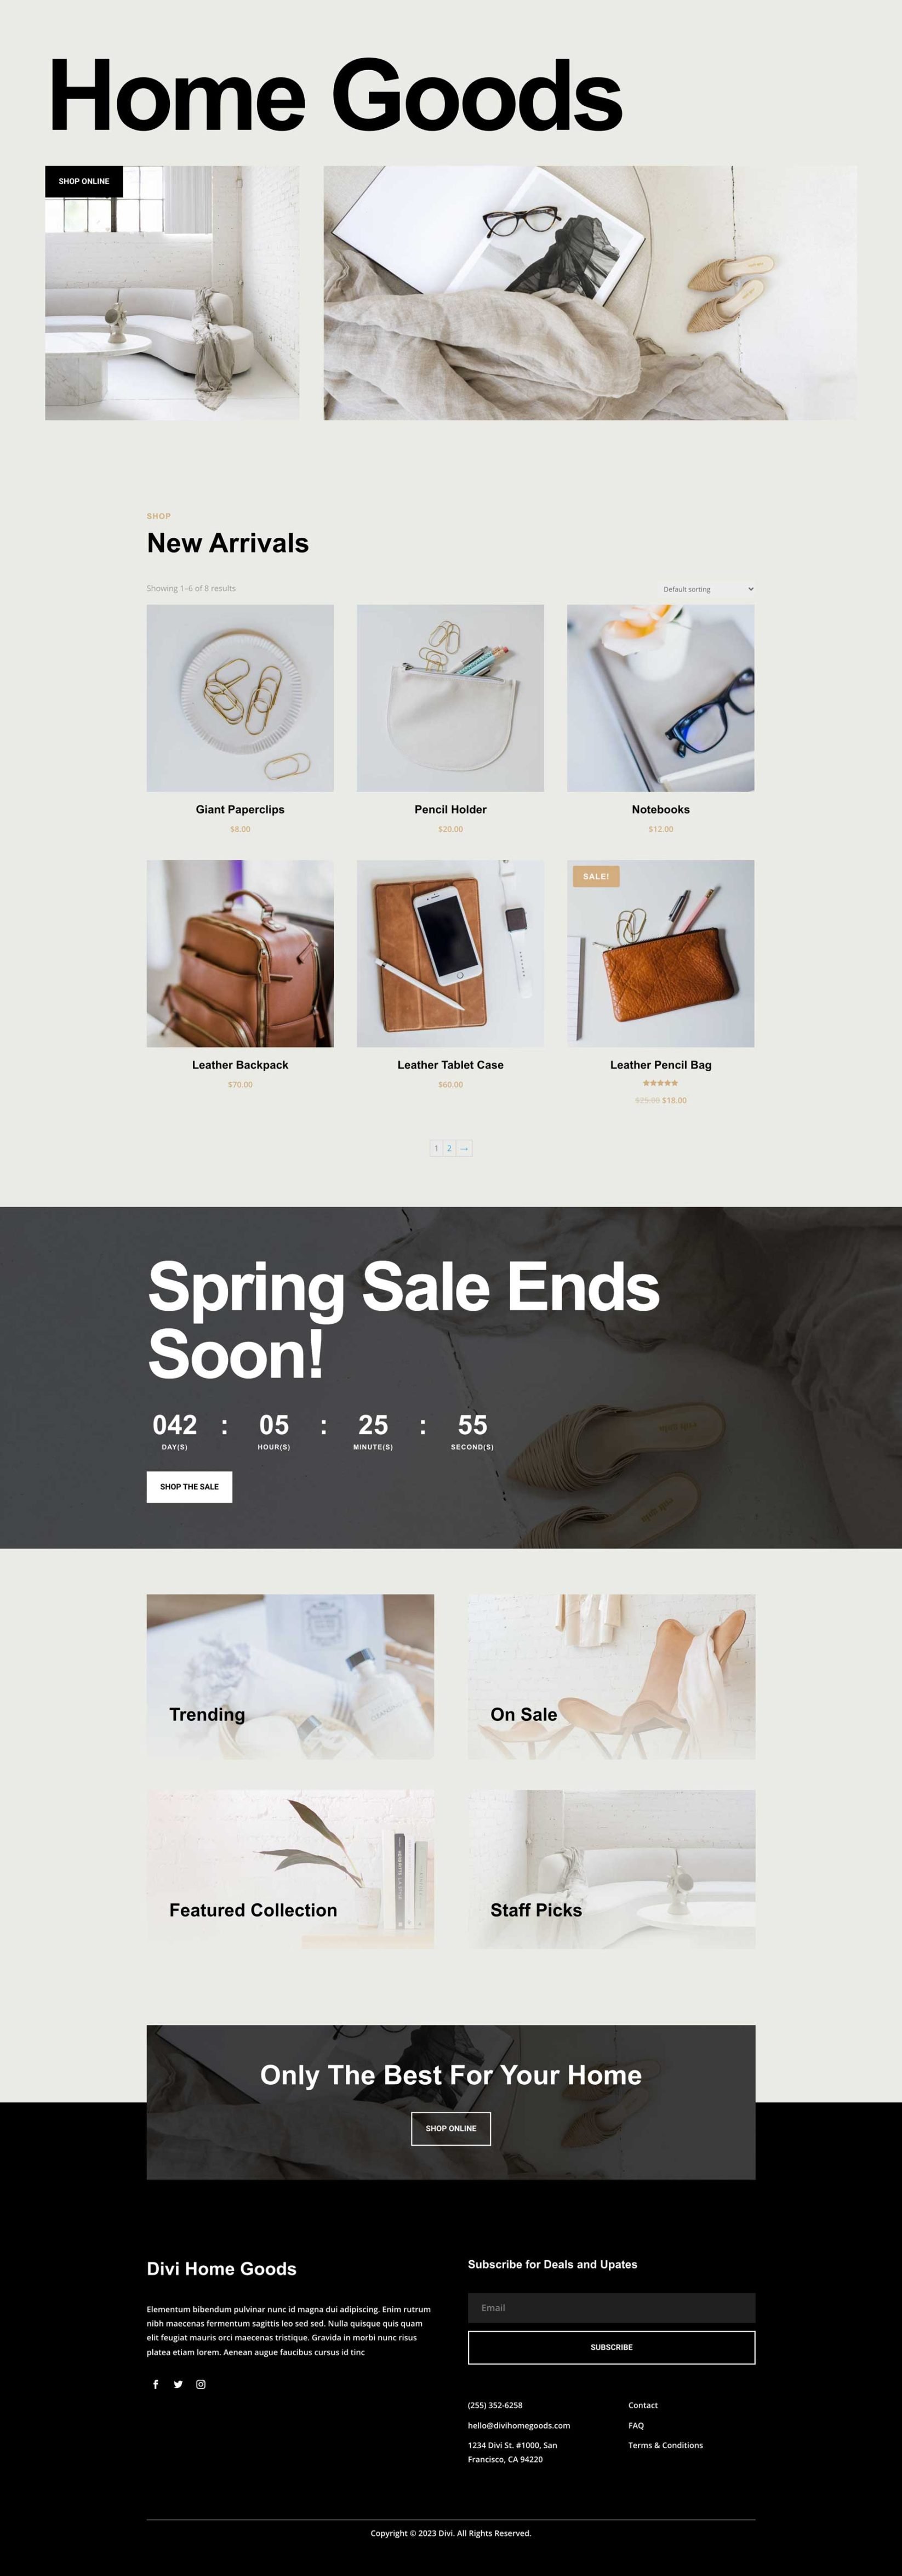 Home Goods
SHOP ONLINE
SHOP
New Arrivals
Showing 1–6 of 8 results
Default sorting
Giant Paperclips
$8.00
Pencil Holder
$20.00
Notebooks
$12.00
SALE!
Leather Backpack
$70.00
Leather Tablet Case
$60.00
Leather Pencil Bag
$25.00 $18.00
1 2 →
Spring Sale Ends
Soon!
042 : 05 : 25 : 55
DAY(S) HOUR(S) MINUTE(S) SECOND(S)
SHOP THE SALE
Trending
On Sale
Featured Collection
Staff Picks
Only The Best For Your Home
SHOP ONLINE
Divi Home Goods
Elementum bibendum pulvinar nunc id magna dui adipiscing. Enim rutrum
nibh maecenas fermentum sagittis leo sed sed. Nulla quisque quis quam
elit feugiat mauris orci maecenas tristique. Gravida in morbi nunc risus
platea etiam lorem. Aenean augue faucibus cursus id tinc
Subscribe for Deals and Upates
Email
SUBSCRIBE
(255) 352-6258
hello@divihomegoods.com
1234 Divi St. #1000, San
Francisco, CA 94220
Contact
FAQ
Terms & Conditions
Copyright © 2023 Divi. All Rights Reserved.